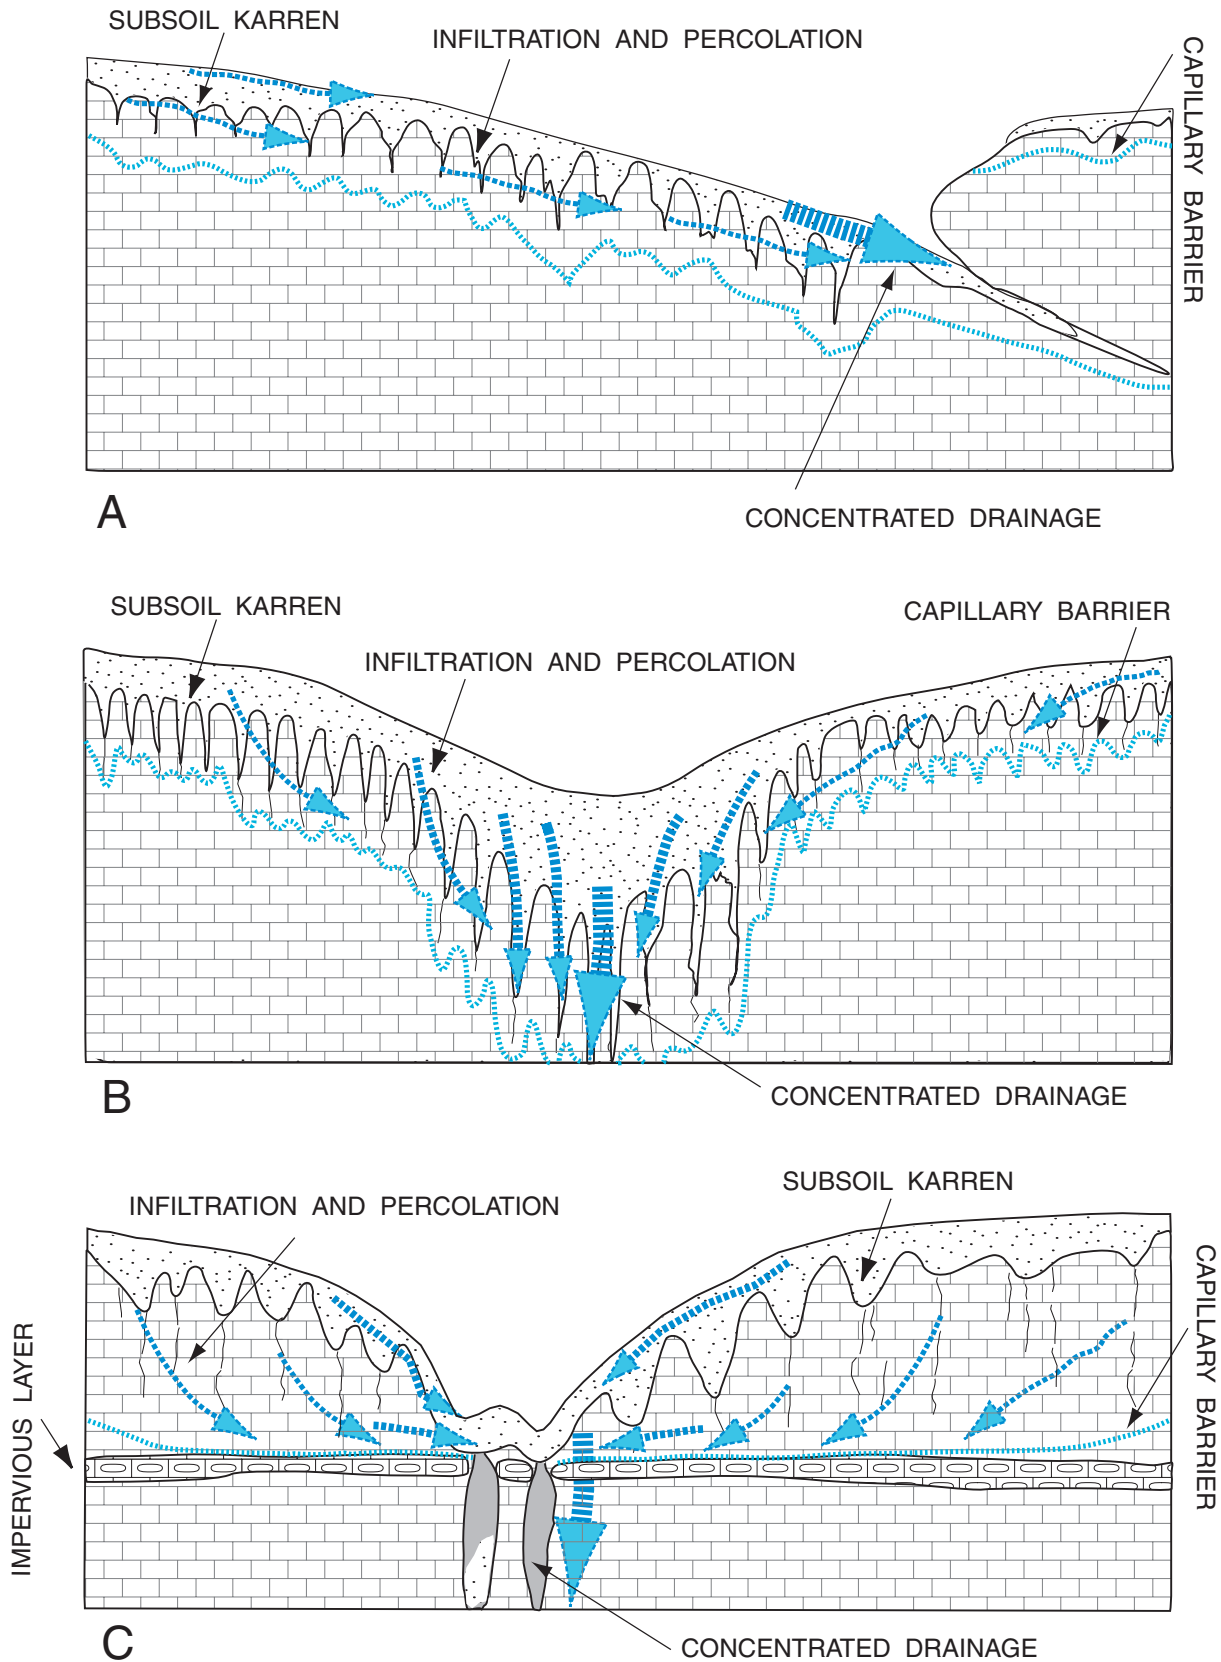 SUBSOIL KARREN
INFILTRATION AND PERCOLATION
CAPILLARY BARRIER
A
CONCENTRATED DRAINAGE
SUBSOIL KARREN
CAPILLARY BARRIER
INFILTRATION AND PERCOLATION
B
CONCENTRATED DRAINAGE
SUBSOIL KARREN
INFILTRATION AND PERCOLATION
CAPILLARY BARRIER
IMPERVIOUS LAYER
C
CONCENTRATED DRAINAGE